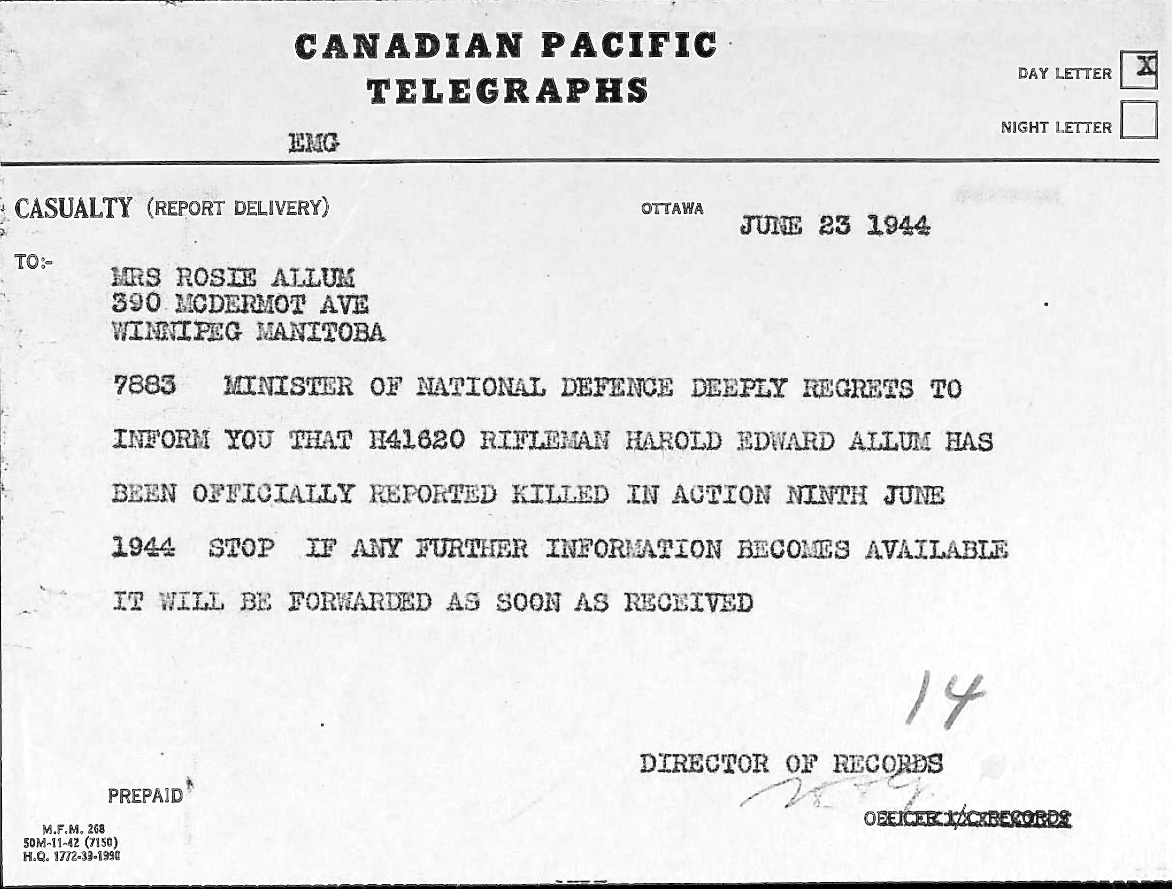 CANADIAN PACIFIC
TELEGRAPHS
DAY LETTER X
NIGHT LETTER
EMG
CASUALTY (REPORT DELIVERY)
OTTAWA JUNE 23 1944
TO:-
MRS ROSIE ALLUM
390 MCDERMOT AVE
WINNIPEG MANITOBA
7883 MINISTER OF NATIONAL DEFENCE DEEPLY REGRETS TO
INFORM YOU THAT H41620 RIFLEMAN HAROLD EDWARD ALLUM HAS
BEEN OFFICIALLY REPORTED KILLED IN ACTION NINTH JUNE
1944 STOP IF ANY FURTHER INFORMATION BECOMES AVAILABLE
IT WILL BE FORWARDED AS SOON AS RECEIVED
14
DIRECTOR OF RECORDS
OFFICER I/C RECORDS
PREPAID
M.F.M. 268
50M-11-42 (7150)
H.Q. 1772-39-1990